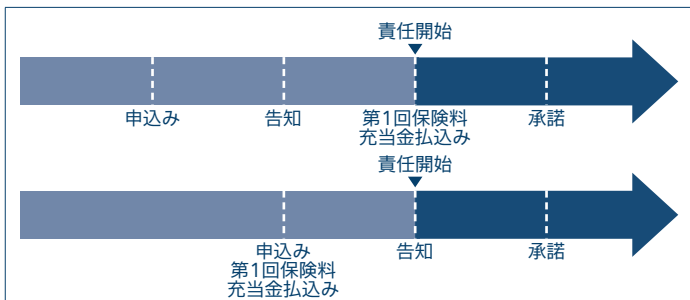 責任開始
申込み
告知
第1回保険料
充当金払込み
承諾
責任開始
申込み
第1回保険料
充当金払込み
告知
承諾